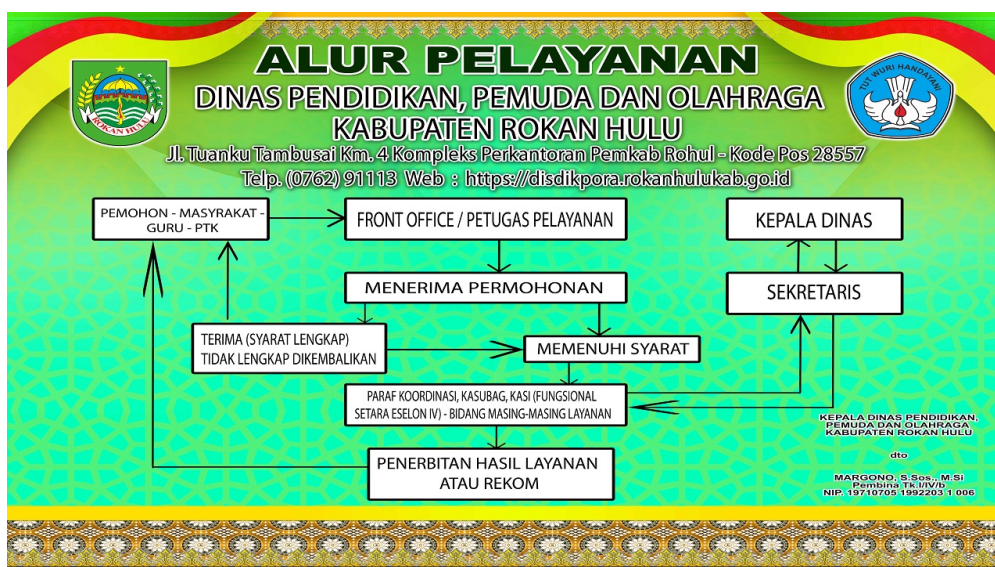 ALUR PELAYANAN
DINAS PENDIDIKAN, PEMUDA DAN OLAHRAGA
KABUPATEN ROKAN HULU
Jl. Tuanku Tambusai Km. 4 Kompleks Perkantoran Pemkab Rohul - Kode Pos 28557
Telp. (0762) 91113 Web : https://disdikpora.rokanhulukab.go.id
ROKAN HULU
TUT WURI HANDAYANI
PEMOHON - MASYRAKAT -
GURU - PTK
FRONT OFFICE / PETUGAS PELAYANAN
KEPALA DINAS
MENERIMA PERMOHONAN
SEKRETARIS
TERIMA (SYARAT LENGKAP)
TIDAK LENGKAP DIKEMBALIKAN
MEMENUHI SYARAT
PARAF KOORDINASI, KASUBAG, KASI (FUNGSIONAL
SETARA ESELON IV) - BIDANG MASING-MASING LAYANAN
PENERBITAN HASIL LAYANAN
ATAU REKOM
KEPALA DINAS PENDIDIKAN,
PEMUDA DAN OLAHRAGA
KABUPATEN ROKAN HULU
dto
MARGONO, S.Sos., M.Si
Pembina Tk.I/IV/b
NIP. 19710705 1992203 1 006